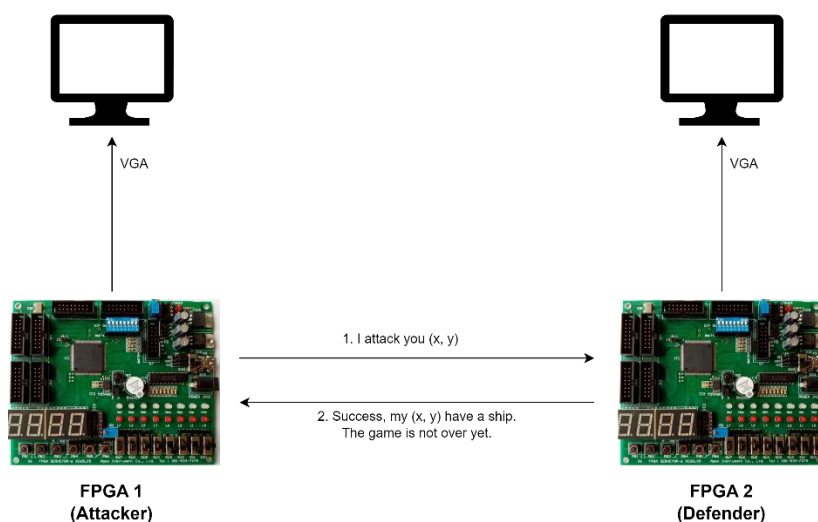 VGA
VGA
1. I attack you (x, y)
2. Success, my (x, y) have a ship.
The game is not over yet.
FPGA 1
(Attacker)
FPGA 2
(Defender)